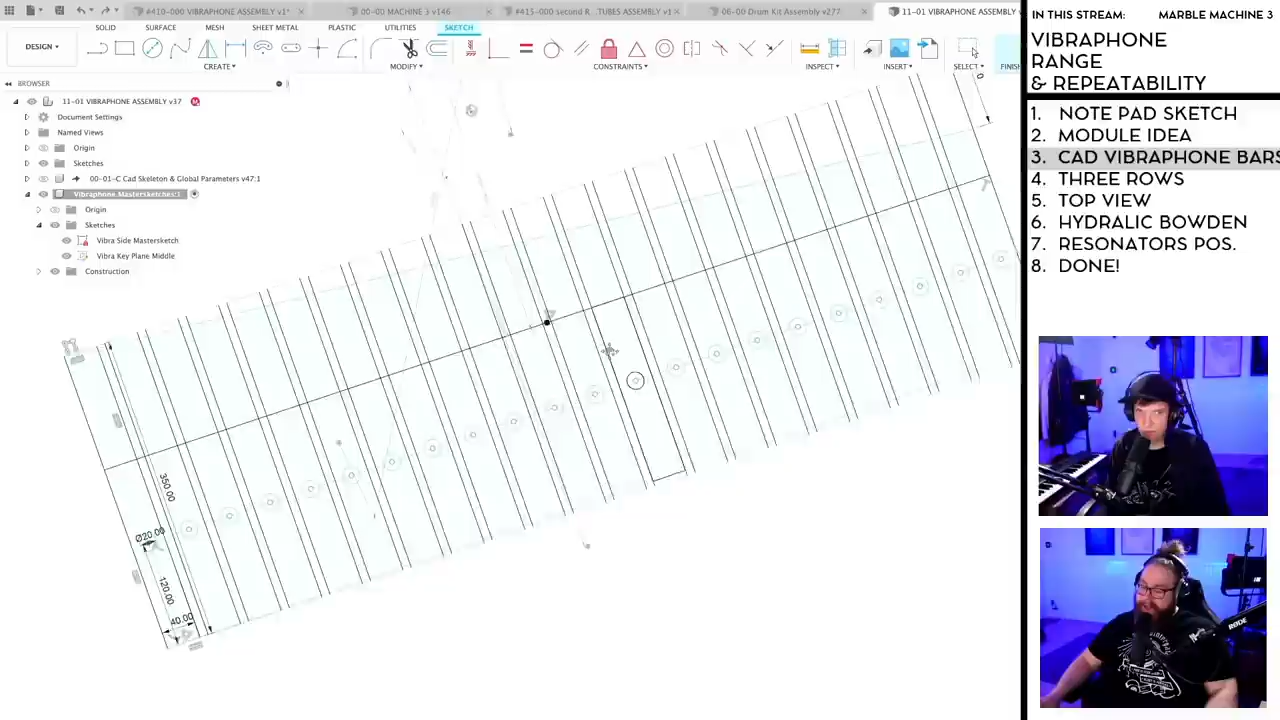 #410-000 VIBRAPHONE ASSEMBLY v1*
00-00 MACHINE 3 v146
#415-000 second R...TUBES ASSEMBLY v1
06-00 Drum Kit Assembly v277
11-01 VIBRAPHONE ASSEMBLY v
SOLID
SURFACE
MESH
SHEET METAL
PLASTIC
UTILITIES
SKETCH
DESIGN
CREATE
MODIFY
CONSTRAINTS
INSPECT
INSERT
SELECT
FINIS
BROWSER
11-01 VIBRAPHONE ASSEMBLY v37
Document Settings
Named Views
Origin
Sketches
00-01-C Cad Skeleton & Global Parameters v47:1
Vibraphone Mastersketches:1
Origin
Sketches
Vibra Side Mastersketch
Vibra Key Plane Middle
Construction
350.00
Ø20.00
120.00
40.00
IN THIS STREAM: MARBLE MACHINE 3
VIBRAPHONE
RANGE
& REPEATABILITY
1. NOTE PAD SKETCH
2. MODULE IDEA
3. CAD VIBRAPHONE BARS
4. THREE ROWS
5. TOP VIEW
6. HYDRALIC BOWDEN
7. RESONATORS POS.
8. DONE!
RØDE